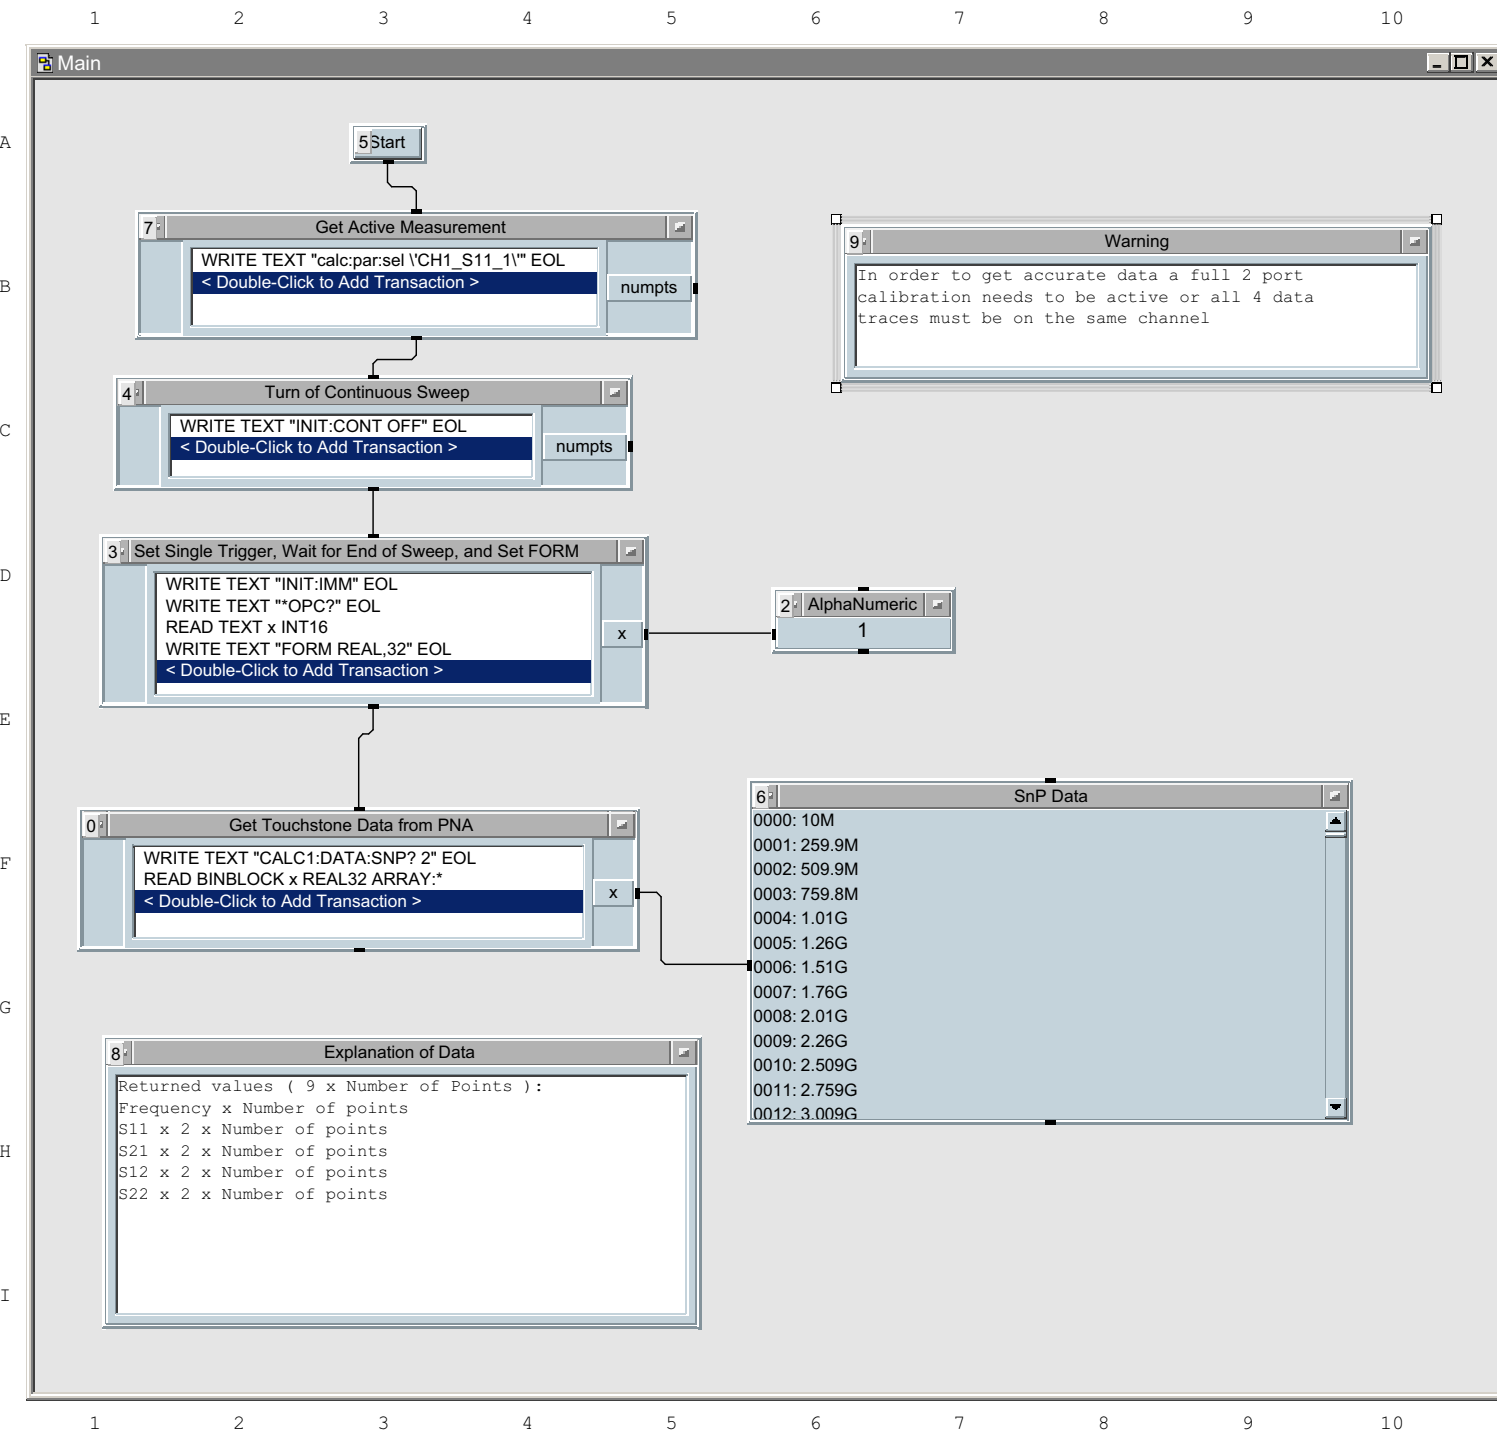 1 2 3 4 5 6 7 8 9 10
Main
A
5 Start
7 Get Active Measurement
WRITE TEXT "calc:par:sel \'CH1_S11_1\'" EOL
< Double-Click to Add Transaction >
numpts
B
9 Warning
In order to get accurate data a full 2 port
calibration needs to be active or all 4 data
traces must be on the same channel
4 Turn of Continuous Sweep
C
WRITE TEXT "INIT:CONT OFF" EOL
< Double-Click to Add Transaction >
numpts
3 Set Single Trigger, Wait for End of Sweep, and Set FORM
D
WRITE TEXT "INIT:IMM" EOL
WRITE TEXT "*OPC?" EOL
READ TEXT x INT16
WRITE TEXT "FORM REAL,32" EOL
< Double-Click to Add Transaction >
x
2 AlphaNumeric
1
E
0 Get Touchstone Data from PNA
F
WRITE TEXT "CALC1:DATA:SNP? 2" EOL
READ BINBLOCK x REAL32 ARRAY:*
< Double-Click to Add Transaction >
x
6 SnP Data
0000: 10M
0001: 259.9M
0002: 509.9M
0003: 759.8M
0004: 1.01G
0005: 1.26G
0006: 1.51G
0007: 1.76G
0008: 2.01G
0009: 2.26G
0010: 2.509G
0011: 2.759G
0012: 3.009G
G
8 Explanation of Data
Returned values ( 9 x Number of Points ):
Frequency x Number of points
S11 x 2 x Number of points
S21 x 2 x Number of points
S12 x 2 x Number of points
S22 x 2 x Number of points
H
I
1 2 3 4 5 6 7 8 9 10